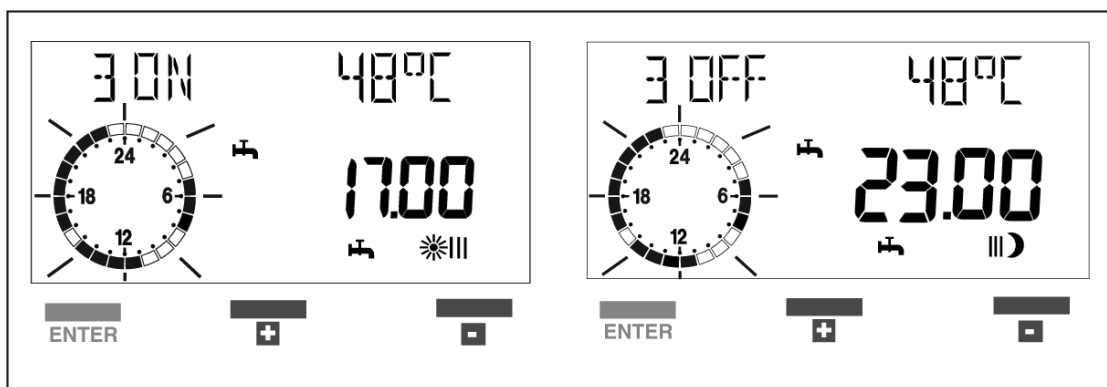 3 ON 48°C
24
18 6
12
17.00
ENTER + -
3 OFF 48°C
24
18 6
12
23.00
ENTER + -